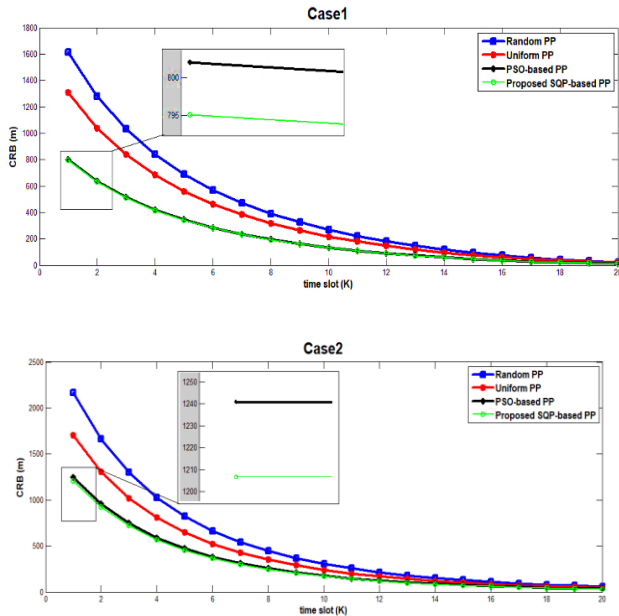 Case1
1800
1600
1400
1200
1000
800
600
400
200
0
CRB (m)
800
795
Random PP
Uniform PP
PSO-based PP
Proposed SQP-based PP
0 2 4 6 8 10 12 14 16 18 20
time slot (K)
Case2
2500
2000
1500
1000
500
0
CRB (m)
1250
1240
1230
1220
1210
1200
Random PP
Uniform PP
PSO-based PP
Proposed SQP-based PP
0 2 4 6 8 10 12 14 16 18 20
time slot (K)